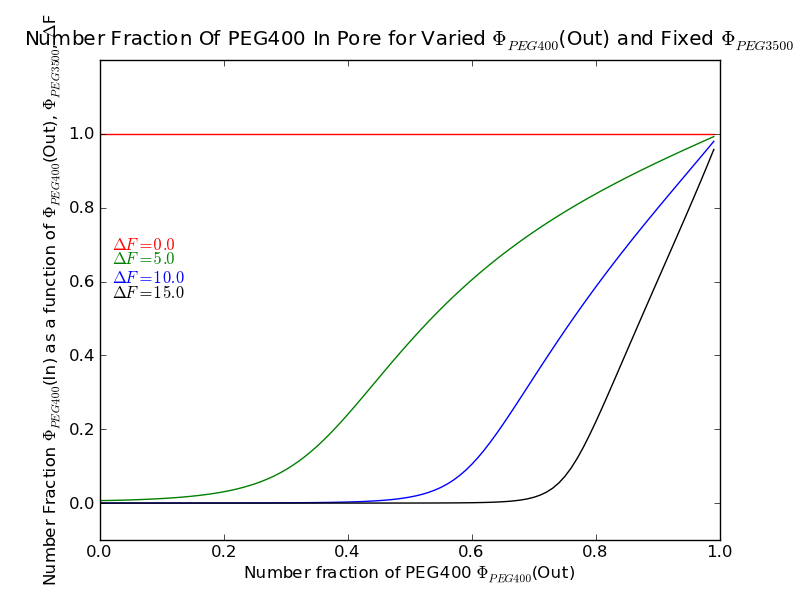 Number Fraction Of PEG400 In Pore for Varied Φ_PEG400(Out) and Fixed Φ_PEG3500
Number Fraction Φ_PEG400(In) as a function of Φ_PEG400(Out), Φ_PEG3500, ΔF
1.0
0.8
0.6
0.4
0.2
0.0
ΔF=0.0
ΔF=5.0
ΔF=10.0
ΔF=15.0
0.0 0.2 0.4 0.6 0.8 1.0
Number fraction of PEG400 Φ_PEG400(Out)